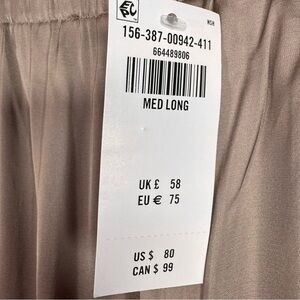 156-387-00942-411
664489806
MED LONG
UK £ 58
EU € 75
US $ 80
CAN $ 99